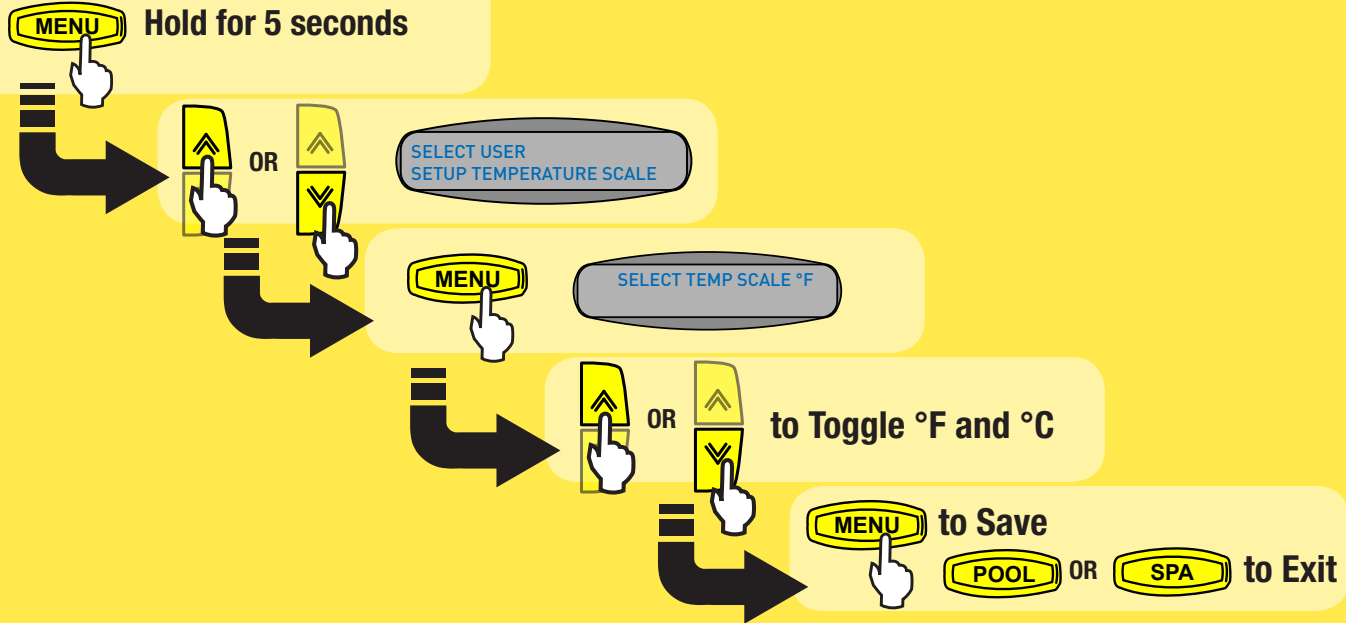 MENU Hold for 5 seconds
OR
SELECT USER
SETUP TEMPERATURE SCALE
MENU
SELECT TEMP SCALE °F
OR
to Toggle °F and °C
MENU to Save
POOL OR SPA to Exit